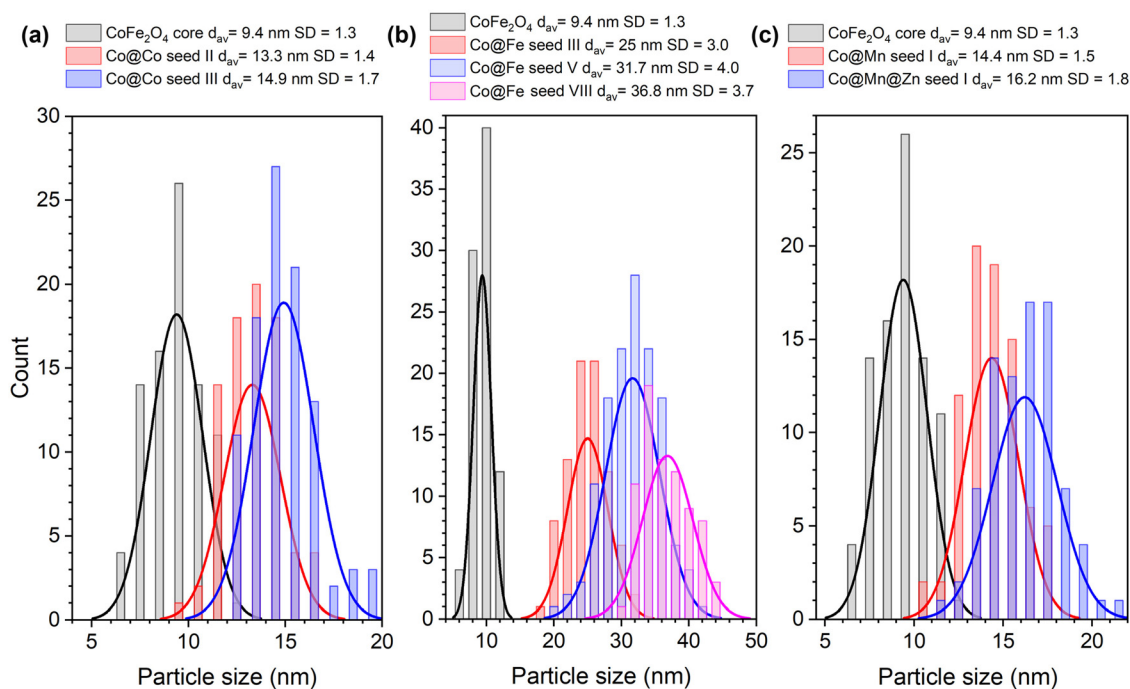 (a)
CoFe₂O₄ core dₐᵥ= 9.4 nm SD = 1.3
Co@Co seed II dₐᵥ= 13.3 nm SD = 1.4
Co@Co seed III dₐᵥ= 14.9 nm SD = 1.7
30
25
20
15
10
5
0
Count
5 10 15 20
Particle size (nm)
(b)
CoFe₂O₄ dₐᵥ= 9.4 nm SD = 1.3
Co@Fe seed III dₐᵥ= 25 nm SD = 3.0
Co@Fe seed V dₐᵥ= 31.7 nm SD = 4.0
Co@Fe seed VIII dₐᵥ= 36.8 nm SD = 3.7
40
35
30
25
20
15
10
5
0
10 20 30 40 50
Particle size (nm)
(c)
CoFe₂O₄ core dₐᵥ= 9.4 nm SD = 1.3
Co@Mn seed I dₐᵥ= 14.4 nm SD = 1.5
Co@Mn@Zn seed I dₐᵥ= 16.2 nm SD = 1.8
25
20
15
10
5
0
5 10 15 20
Particle size (nm)